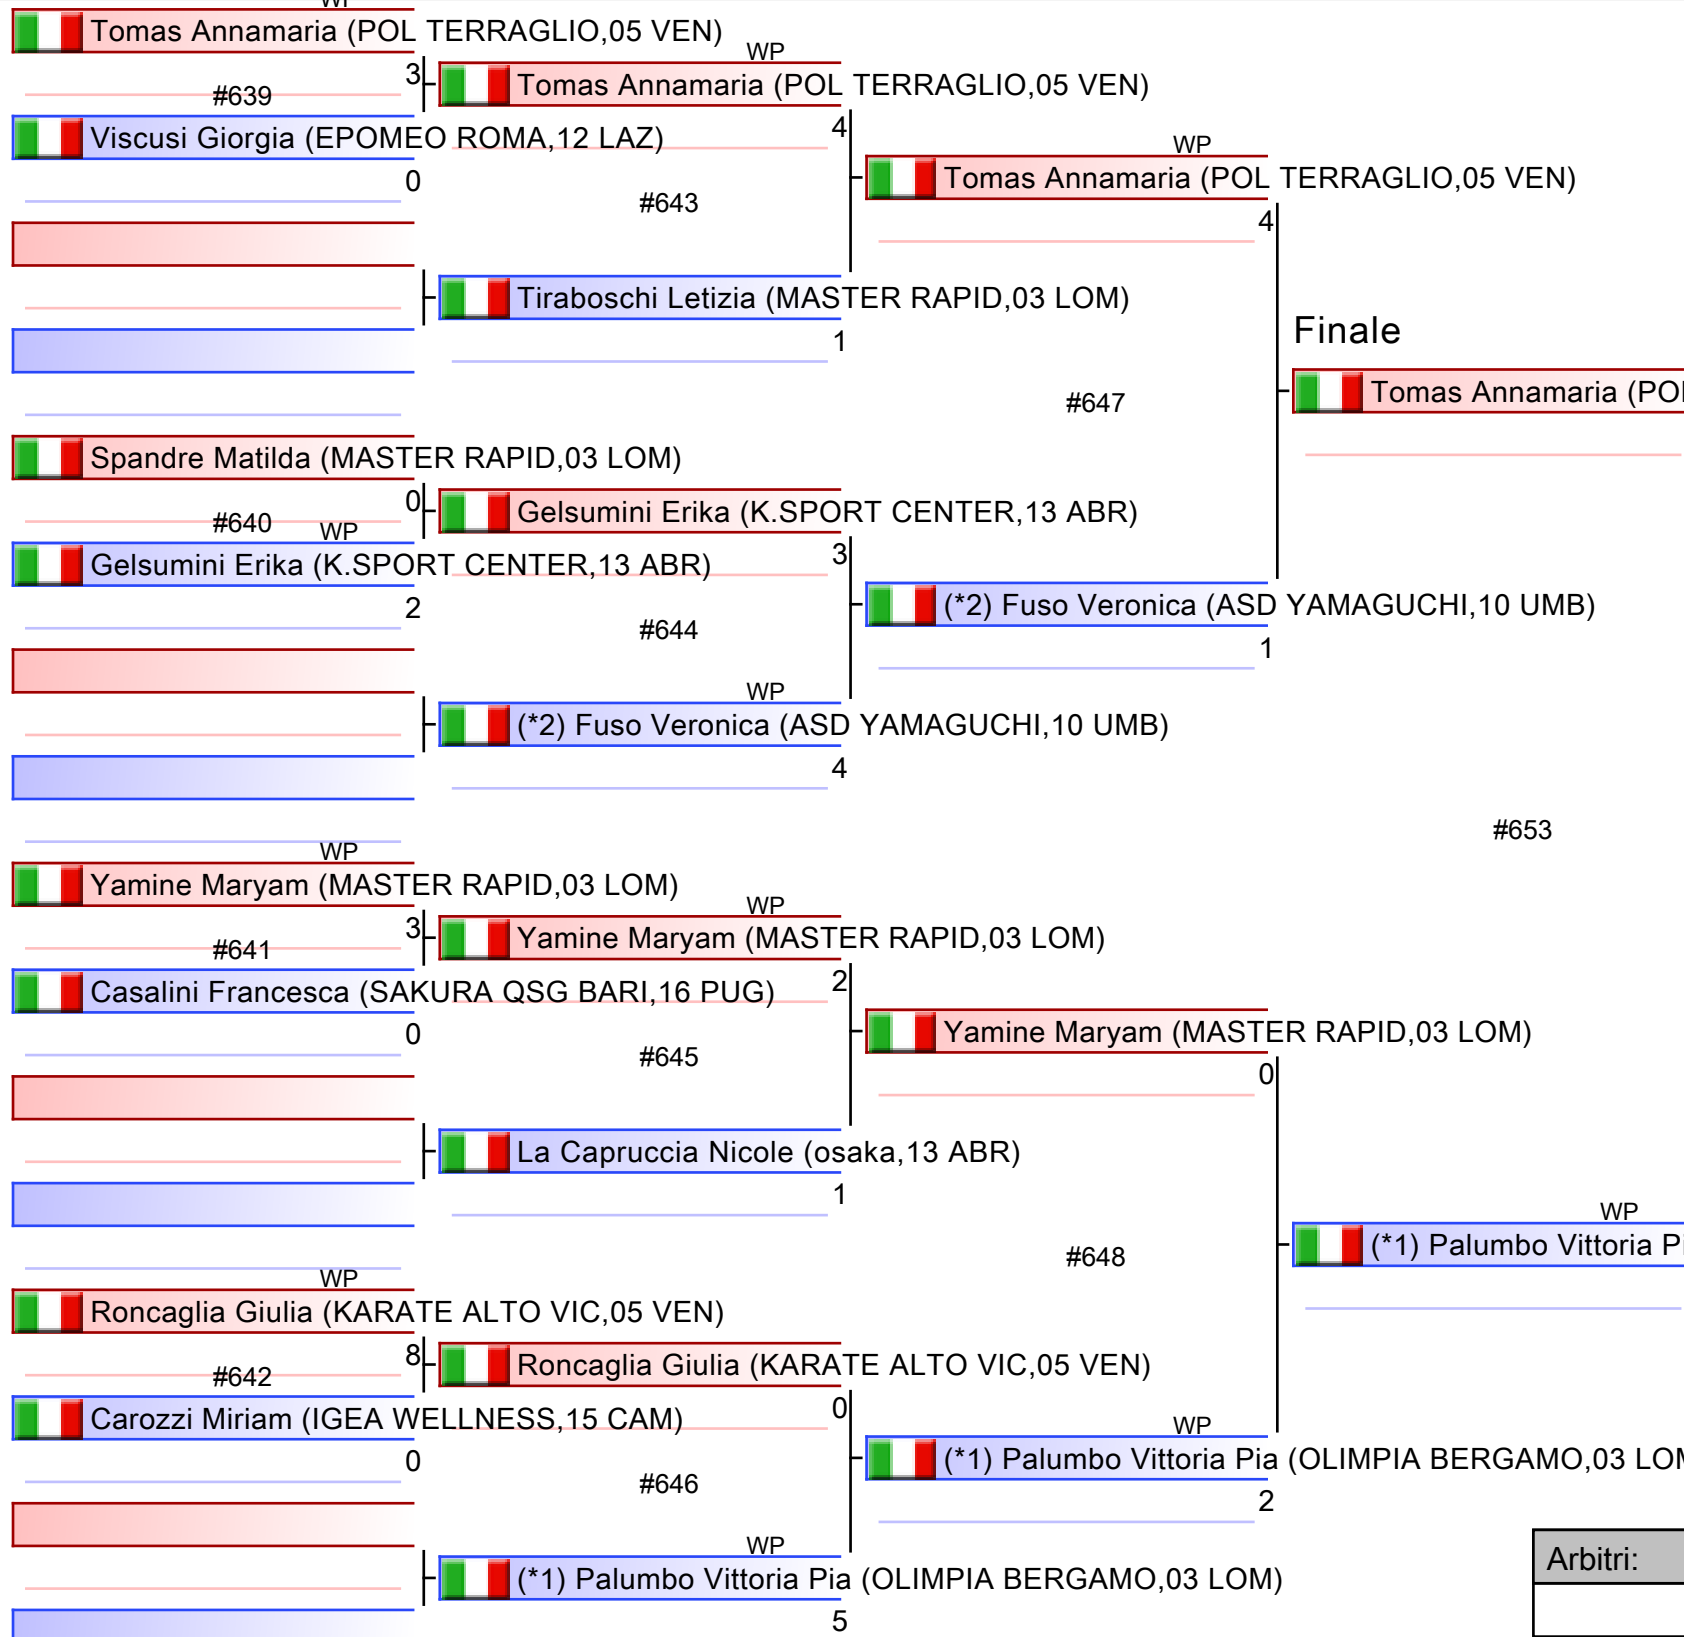 WP
Tomas Annamaria (POL TERRAGLIO,05 VEN)
3
#639
Viscusi Giorgia (EPOMEO ROMA,12 LAZ)
0
WP
Tomas Annamaria (POL TERRAGLIO,05 VEN)
4
#643
Tiraboschi Letizia (MASTER RAPID,03 LOM)
1
WP
Tomas Annamaria (POL TERRAGLIO,05 VEN)
4
#647
Finale
Tomas Annamaria (POL
Spandre Matilda (MASTER RAPID,03 LOM)
0
#640
WP
Gelsumini Erika (K.SPORT CENTER,13 ABR)
2
Gelsumini Erika (K.SPORT CENTER,13 ABR)
3
#644
WP
(*2) Fuso Veronica (ASD YAMAGUCHI,10 UMB)
4
(*2) Fuso Veronica (ASD YAMAGUCHI,10 UMB)
1
#653
WP
Yamine Maryam (MASTER RAPID,03 LOM)
3
#641
Casalini Francesca (SAKURA QSG BARI,16 PUG)
0
WP
Yamine Maryam (MASTER RAPID,03 LOM)
2
#645
La Capruccia Nicole (osaka,13 ABR)
1
Yamine Maryam (MASTER RAPID,03 LOM)
0
#648
WP
(*1) Palumbo Vittoria Pi
WP
Roncaglia Giulia (KARATE ALTO VIC,05 VEN)
8
#642
Carozzi Miriam (IGEA WELLNESS,15 CAM)
0
Roncaglia Giulia (KARATE ALTO VIC,05 VEN)
0
#646
WP
(*1) Palumbo Vittoria Pia (OLIMPIA BERGAMO,03 LOM)
5
WP
(*1) Palumbo Vittoria Pia (OLIMPIA BERGAMO,03 LOM
2
Arbitri: